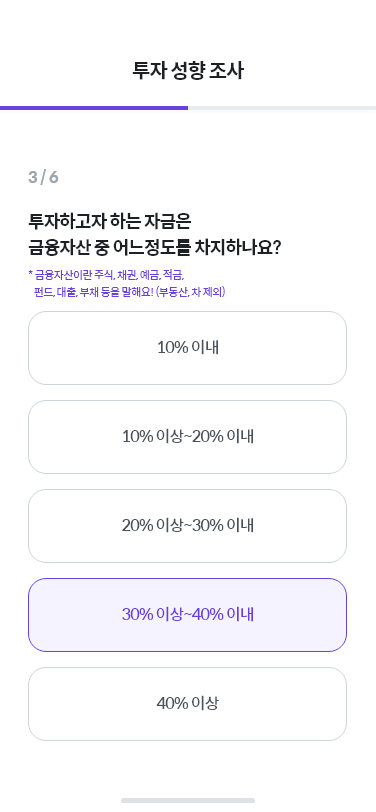 투자 성향 조사
3 / 6
투자하고자 하는 자금은
금융자산 중 어느정도를 차지하나요?
* 금융자산이란 주식, 채권, 예금, 적금,
펀드, 대출, 부채 등을 말해요! (부동산, 차 제외)
10% 이내
10% 이상~20% 이내
20% 이상~30% 이내
30% 이상~40% 이내
40% 이상